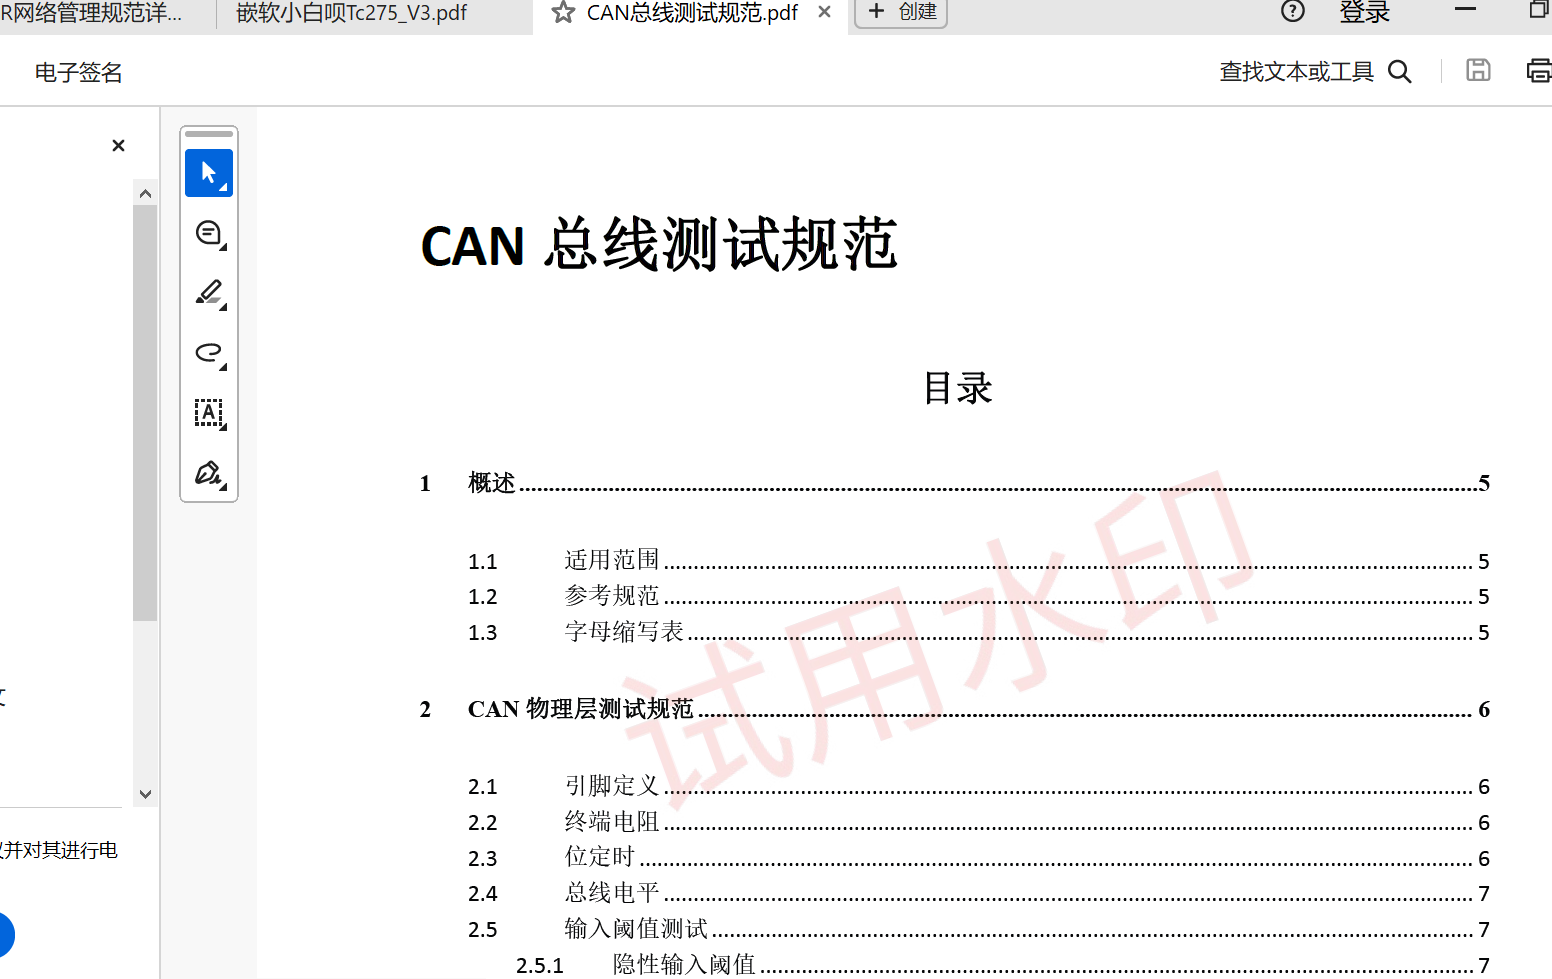 R网络管理规范详...
嵌软小白呗Tc275_V3.pdf
CAN总线测试规范.pdf
创建
登录
电子签名
查找文本或工具
CAN 总线测试规范
目录
1 概述 5
1.1 适用范围 5
1.2 参考规范 5
1.3 字母缩写表 5
2 CAN 物理层测试规范 6
2.1 引脚定义 6
2.2 终端电阻 6
2.3 位定时 6
2.4 总线电平 7
2.5 输入阈值测试 7
2.5.1 隐性输入阈值 7
并对其进行电
试用水印